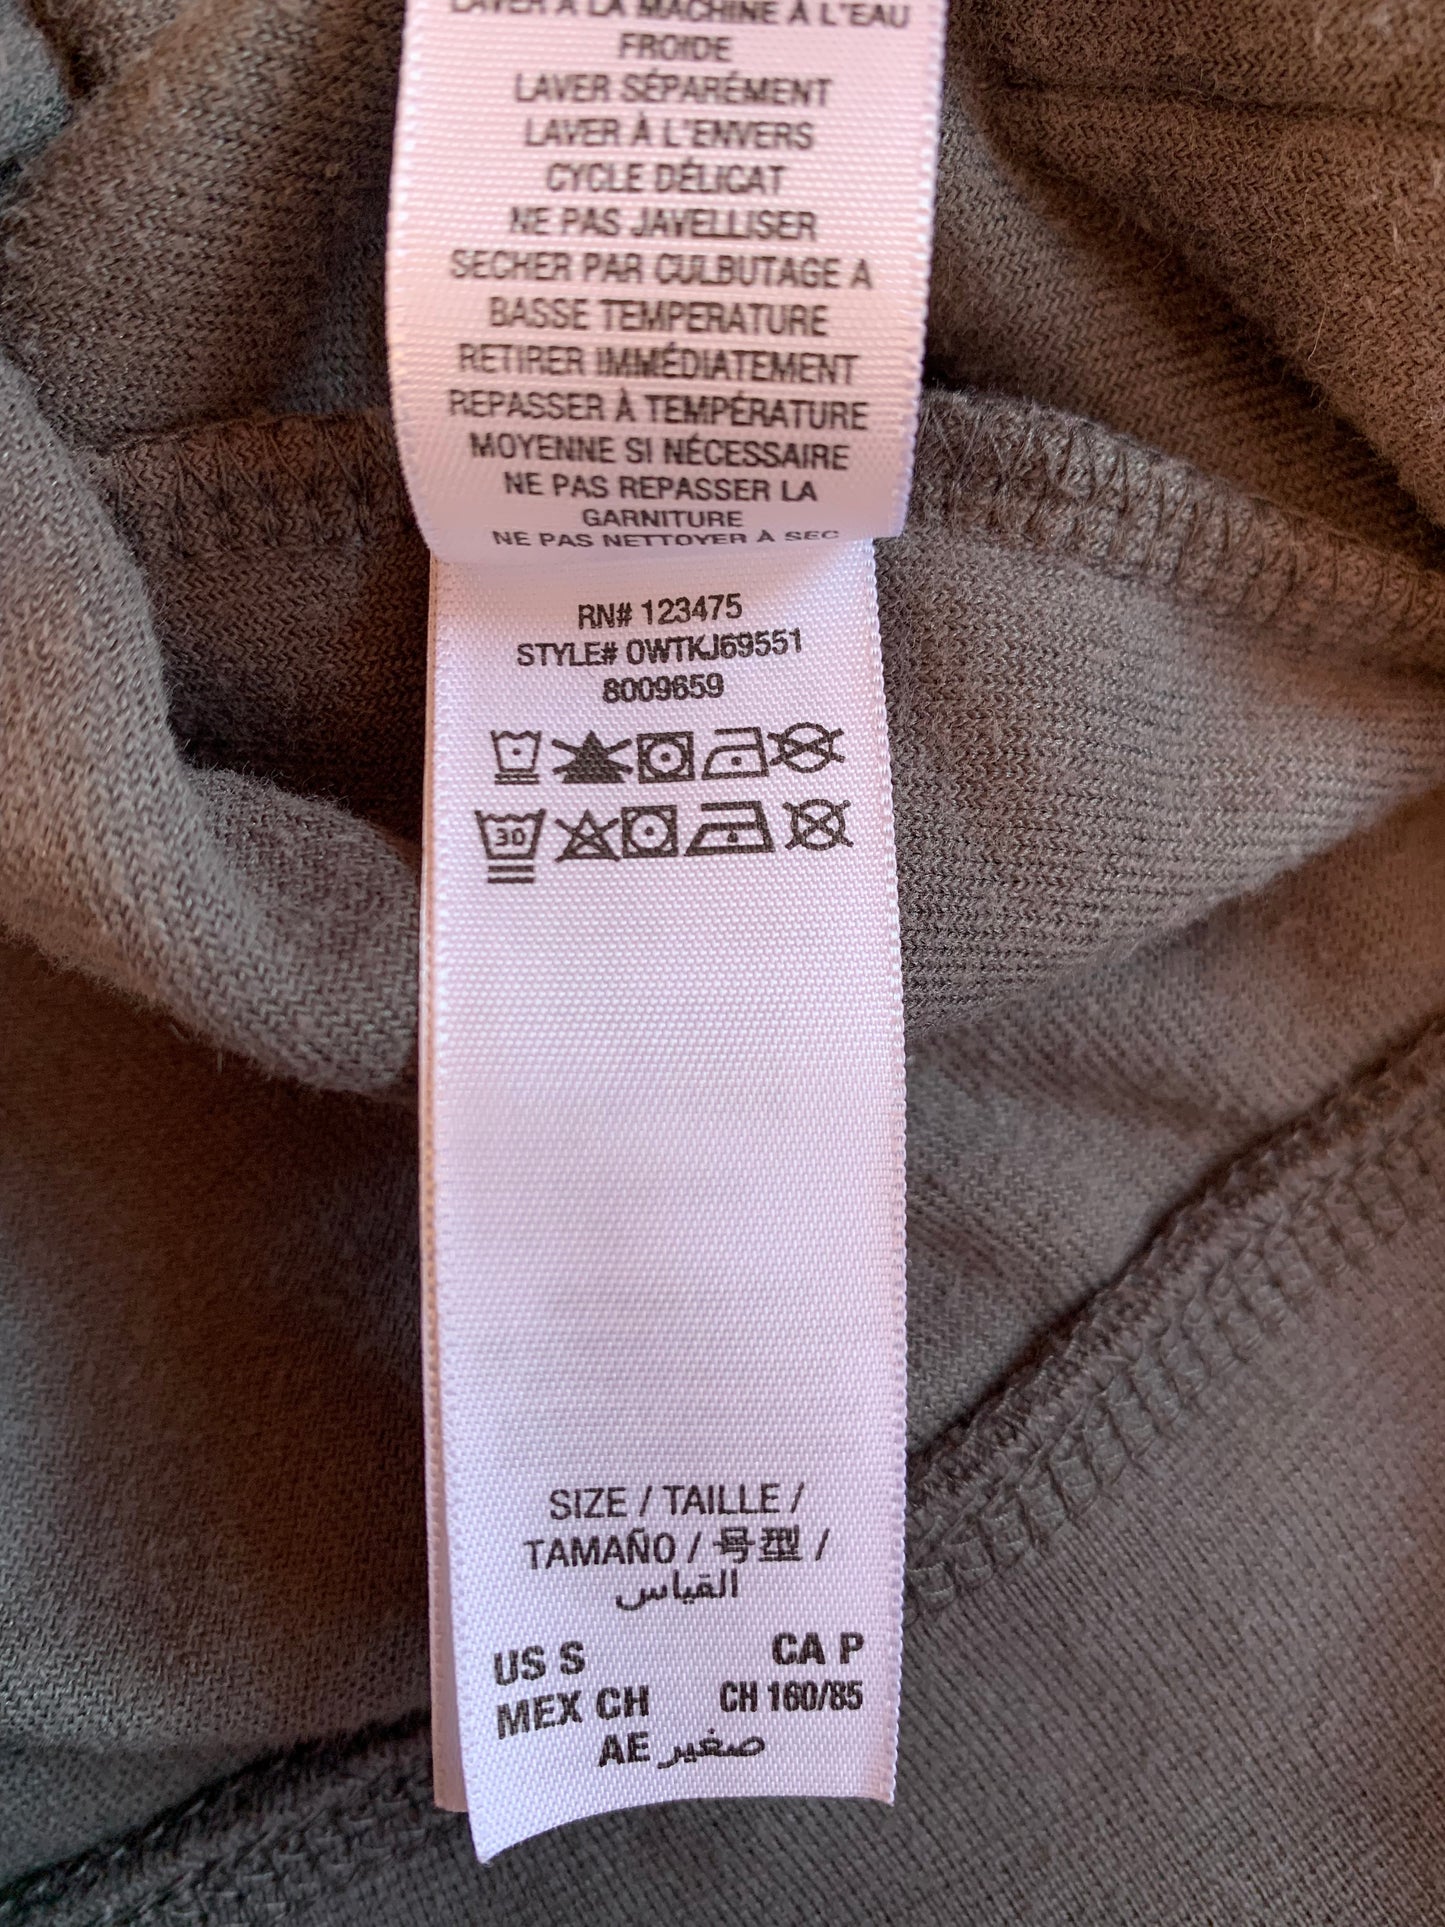 LAVER À LA MACHINE À L'EAU
FROIDE
LAVER SÉPARÉMENT
LAVER À L'ENVERS
CYCLE DÉLICAT
NE PAS JAVELLISER
SECHER PAR CULBUTAGE A
BASSE TEMPERATURE
RETIRER IMMÉDIATEMENT
REPASSER À TEMPÉRATURE
MOYENNE SI NÉCESSAIRE
NE PAS REPASSER LA
GARNITURE
NE PAS NETTOYER À SEC
RN# 123475
STYLE# 0WTKJ69551
8009659
30
SIZE / TAILLE /
TAMAÑO / 号型 /
القياس
US S CA P
MEX CH CH 160/85
AE صغير